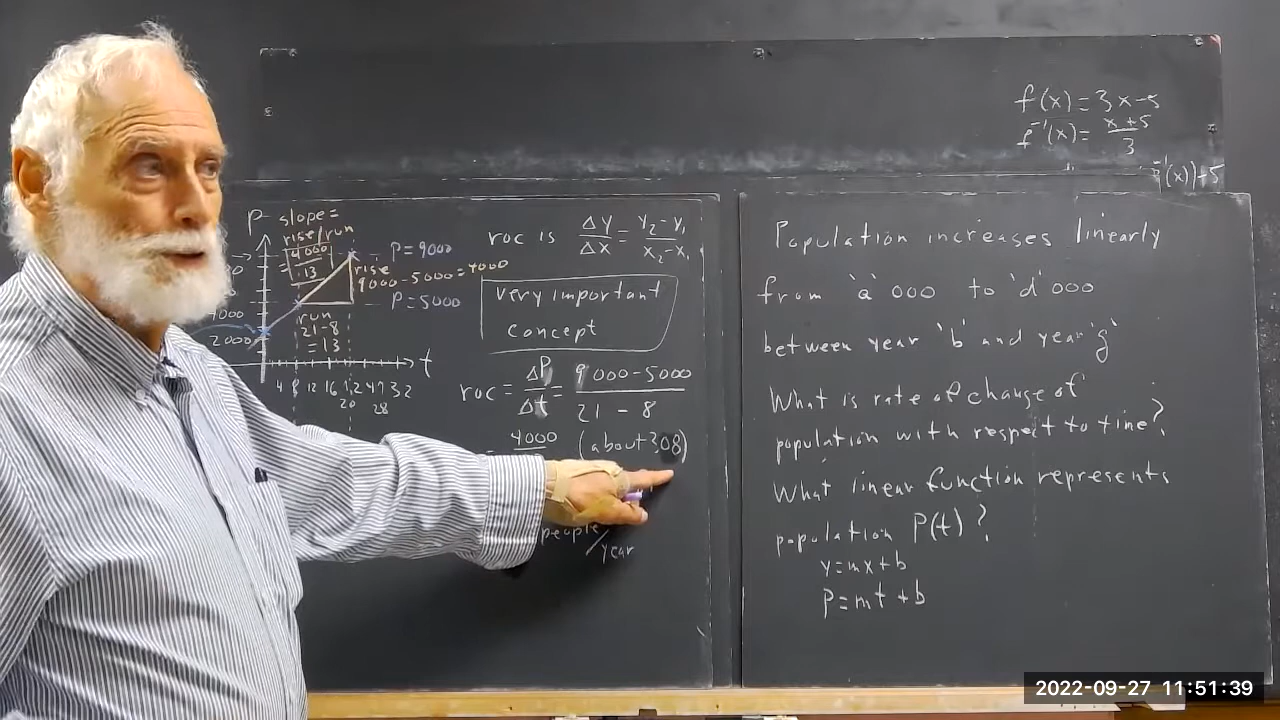 f(x) = 3x-5
f⁻¹(x) = x+5
3
⁻¹(x))+5
P slope =
rise/run
4000
= 13
P = 9000
rise
9000-5000=4000
P = 5000
run
21-8
= 13
2000
t
4 8 12 16
20
28 32
roc is ΔY/ΔX = Y₂-Y₁/X₂-X₁
very important
concept
roc = ΔP/Δt = 9000-5000/21-8
= 4000 (about 308)
people/year
Population increases linearly
from 'a' 000 to 'd' 000
between year 'b' and year 'g'
What is rate of change of
population with respect to time?
What linear function represents
population P(t)?
y=mx+b
P=mt+b
2022-09-27 11:51:39